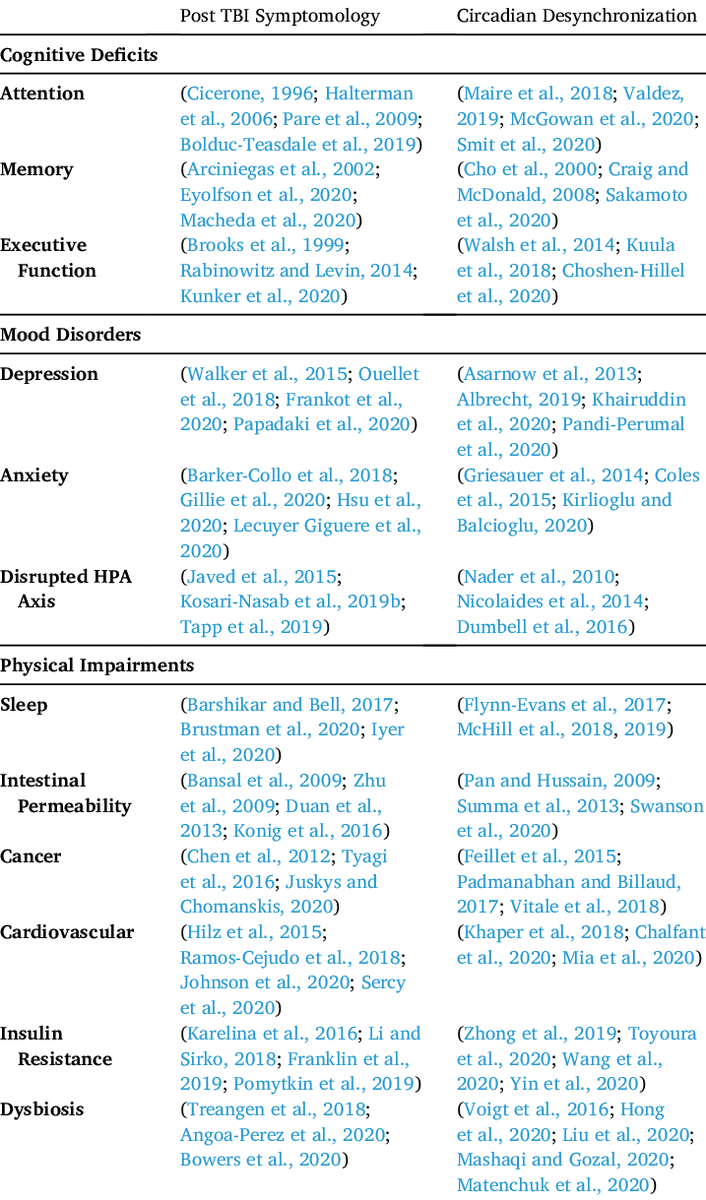 Post TBI Symptomology Circadian Desynchronization
Cognitive Deficits
Attention (Cicerone, 1996; Halterman (Maire et al., 2018; Valdez,
et al., 2006; Pare et al., 2009; 2019; McGowan et al., 2020;
Bolduc-Teasdale et al., 2019) Smit et al., 2020)
Memory (Arciniegas et al., 2002; (Cho et al., 2000; Craig and
Eyolfson et al., 2020; McDonald, 2008; Sakamoto
Macheda et al., 2020) et al., 2020)
Executive (Brooks et al., 1999; (Walsh et al., 2014; Kuula
Function Rabinowitz and Levin, 2014; et al., 2018; Choshen-Hillel
Kunker et al., 2020) et al., 2020)
Mood Disorders
Depression (Walker et al., 2015; Ouellet (Asarnow et al., 2013;
et al., 2018; Frankot et al., Albrecht, 2019; Khairuddin
2020; Papadaki et al., 2020) et al., 2020; Pandi-Perumal
et al., 2020)
Anxiety (Barker-Collo et al., 2018; (Griesauer et al., 2014; Coles
Gillie et al., 2020; Hsu et al., et al., 2015; Kirlioglu and
2020; Lecuyer Giguere et al., Balcioglu, 2020)
2020)
Disrupted HPA (Javed et al., 2015; (Nader et al., 2010;
Axis Kosari-Nasab et al., 2019b; Nicolaides et al., 2014;
Tapp et al., 2019) Dumbell et al., 2016)
Physical Impairments
Sleep (Barshikar and Bell, 2017; (Flynn-Evans et al., 2017;
Brustman et al., 2020; Iyer McHill et al., 2018, 2019)
et al., 2020)
Intestinal (Bansal et al., 2009; Zhu (Pan and Hussain, 2009;
Permeability et al., 2009; Duan et al., Summa et al., 2013; Swanson
2013; Konig et al., 2016) et al., 2020)
Cancer (Chen et al., 2012; Tyagi (Feillet et al., 2015;
et al., 2016; Juskys and Padmanabhan and Billaud,
Chomanskis, 2020) 2017; Vitale et al., 2018)
Cardiovascular (Hilz et al., 2015; (Khaper et al., 2018; Chalfant
Ramos-Cejudo et al., 2018; et al., 2020; Mia et al., 2020)
Johnson et al., 2020; Sercy
et al., 2020)
Insulin (Karelina et al., 2016; Li and (Zhong et al., 2019; Toyoura
Resistance Sirko, 2018; Franklin et al., et al., 2020; Wang et al.,
2019; Pomytkin et al., 2019) 2020; Yin et al., 2020)
Dysbiosis (Treangen et al., 2018; (Voigt et al., 2016; Hong
Angoa-Perez et al., 2020; et al., 2020; Liu et al., 2020;
Bowers et al., 2020) Mashaqi and Gozal, 2020;
Matenchuk et al., 2020)